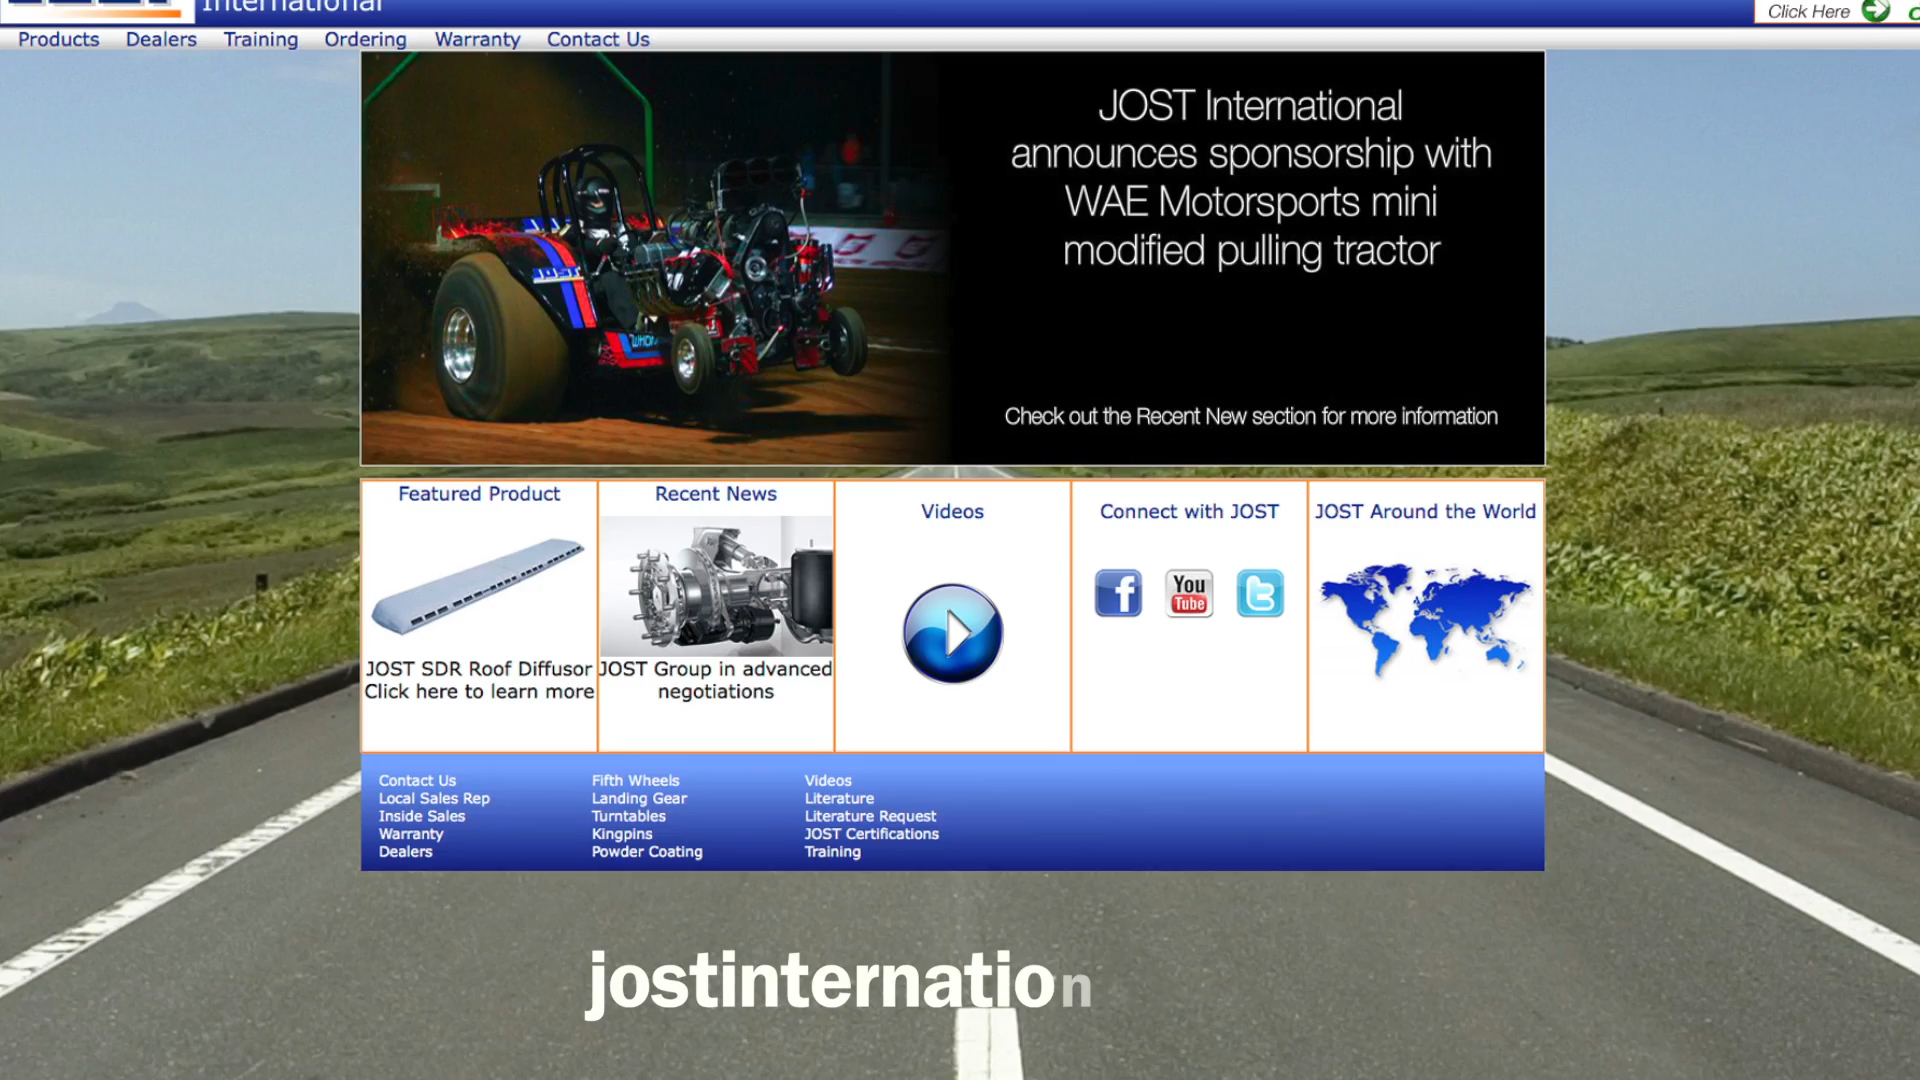 International
Click Here
Products Dealers Training Ordering Warranty Contact Us
JOST International
announces sponsorship with
WAE Motorsports mini
modified pulling tractor
JOST
Check out the Recent New section for more information
Featured Product
Recent News
Videos
Connect with JOST
JOST Around the World
You
Tube
JOST SDR Roof Diffusor
Click here to learn more
JOST Group in advanced
negotiations
Contact Us
Local Sales Rep
Inside Sales
Warranty
Dealers
Fifth Wheels
Landing Gear
Turntables
Kingpins
Powder Coating
Videos
Literature
Literature Request
JOST Certifications
Training
jostinternation